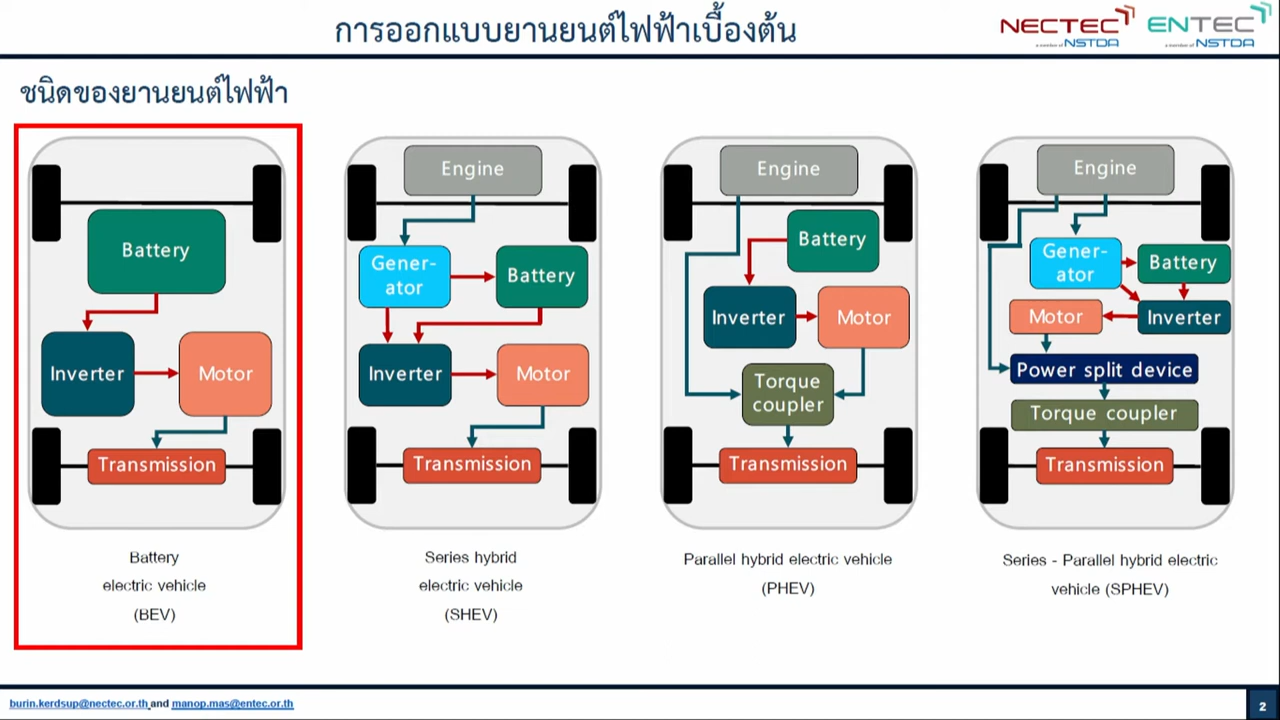 การออกแบบยานยนต์ไฟฟ้าเบื้องต้น
NECTEC
a member of NSTDA
ENTEC
a member of NSTDA
ชนิดของยานยนต์ไฟฟ้า
Battery
Inverter
Motor
Transmission
Battery
electric vehicle
(BEV)
Engine
Gener-
ator
Battery
Inverter
Motor
Transmission
Series hybrid
electric vehicle
(SHEV)
Engine
Battery
Inverter
Motor
Torque
coupler
Transmission
Parallel hybrid electric vehicle
(PHEV)
Engine
Gener-
ator
Battery
Motor
Inverter
Power split device
Torque coupler
Transmission
Series - Parallel hybrid electric
vehicle (SPHEV)
burin.kerdsup@nectec.or.th and manop.mas@entec.or.th
2